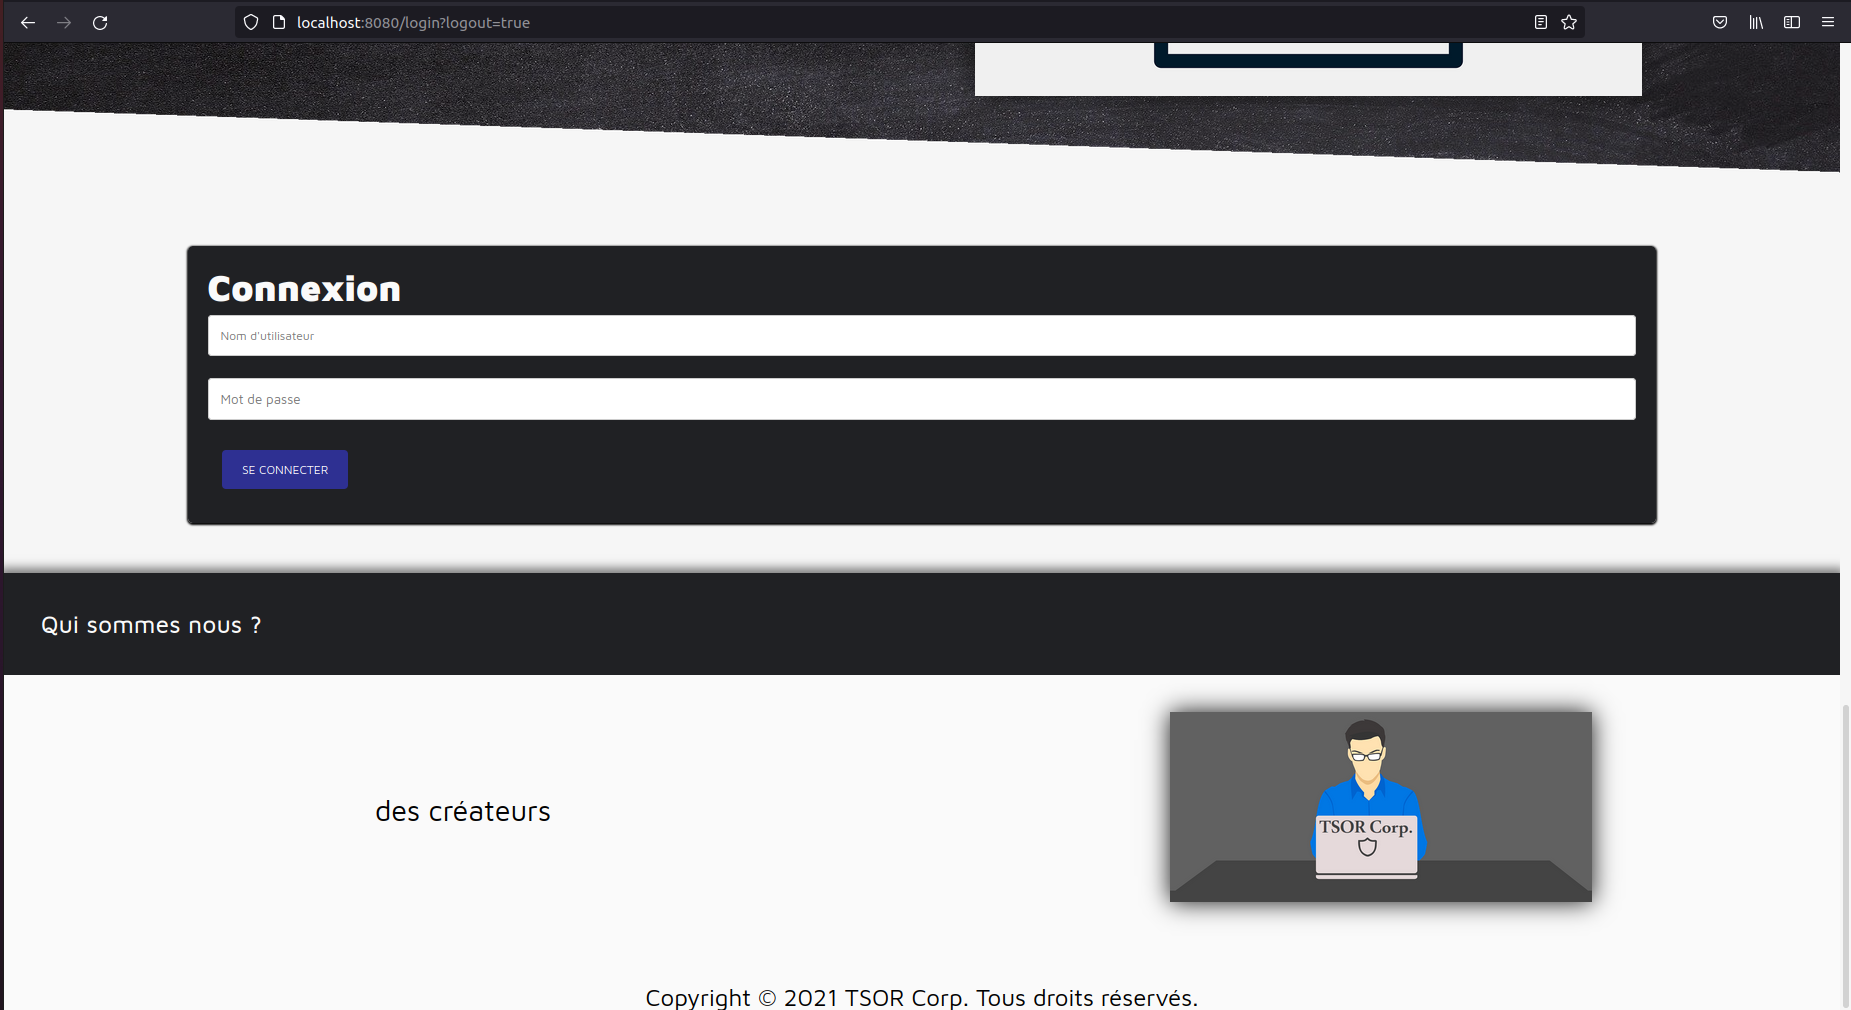 localhost:8080/login?logout=true
Connexion
Nom d'utilisateur
Mot de passe
SE CONNECTER
Qui sommes nous ?
des créateurs
TSOR Corp.
Copyright © 2021 TSOR Corp. Tous droits réservés.